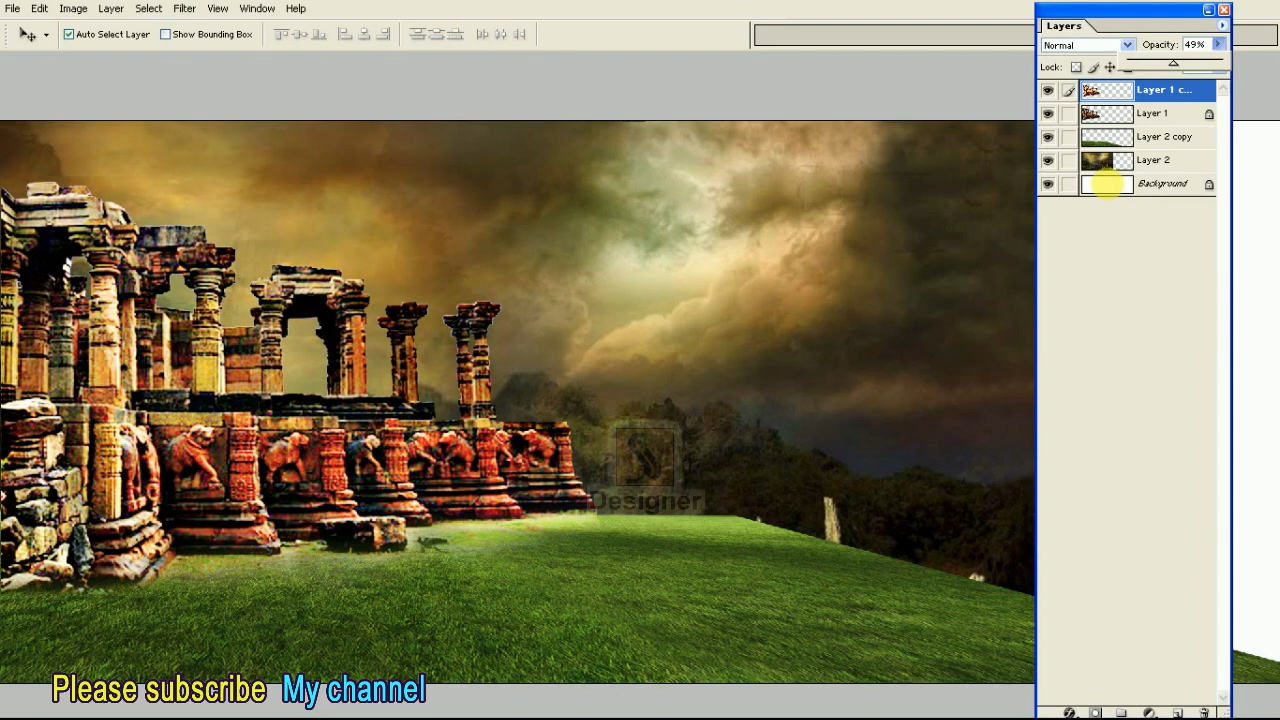 File Edit Image Layer Select Filter View Window Help
Auto Select Layer Show Bounding Box
Layers
Normal Opacity: 49%
Lock:
Layer 1 c...
Layer 1
Layer 2 copy
Layer 2
Background
Designer
Please subscribe My channel